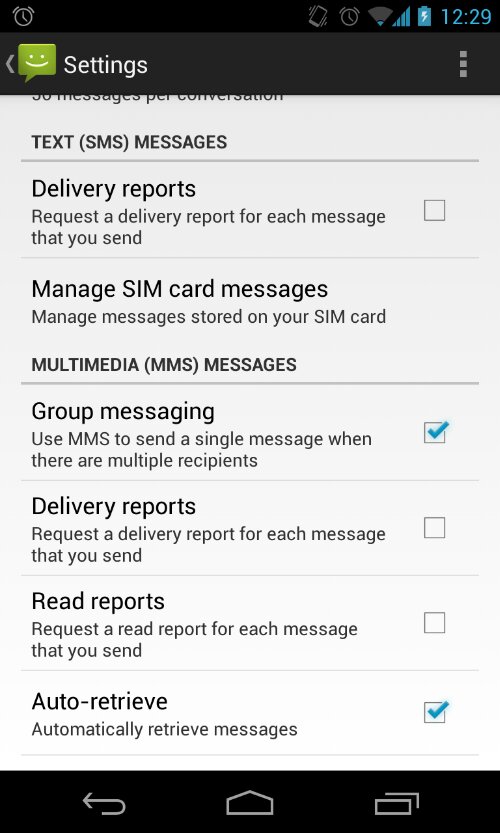 12:29
Settings
50 messages per conversation
TEXT (SMS) MESSAGES
Delivery reports
Request a delivery report for each message
that you send
Manage SIM card messages
Manage messages stored on your SIM card
MULTIMEDIA (MMS) MESSAGES
Group messaging
Use MMS to send a single message when
there are multiple recipients
Delivery reports
Request a delivery report for each message
that you send
Read reports
Request a read report for each message
that you send
Auto-retrieve
Automatically retrieve messages